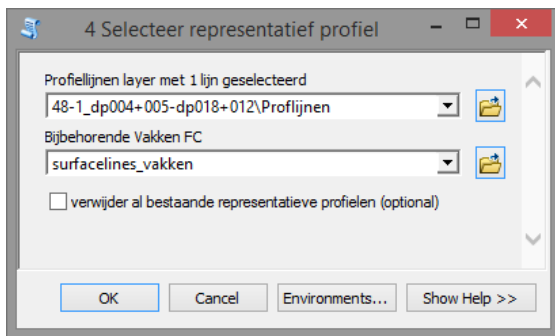 4 Selecteer representatief profiel
Profiellijnen layer met 1 lijn geselecteerd
48-1_dp004+005-dp018+012\Proflijnen
Bijbehorende Vakken FC
surfacelines_vakken
verwijder al bestaande representatieve profielen (optional)
OK Cancel Environments... Show Help >>